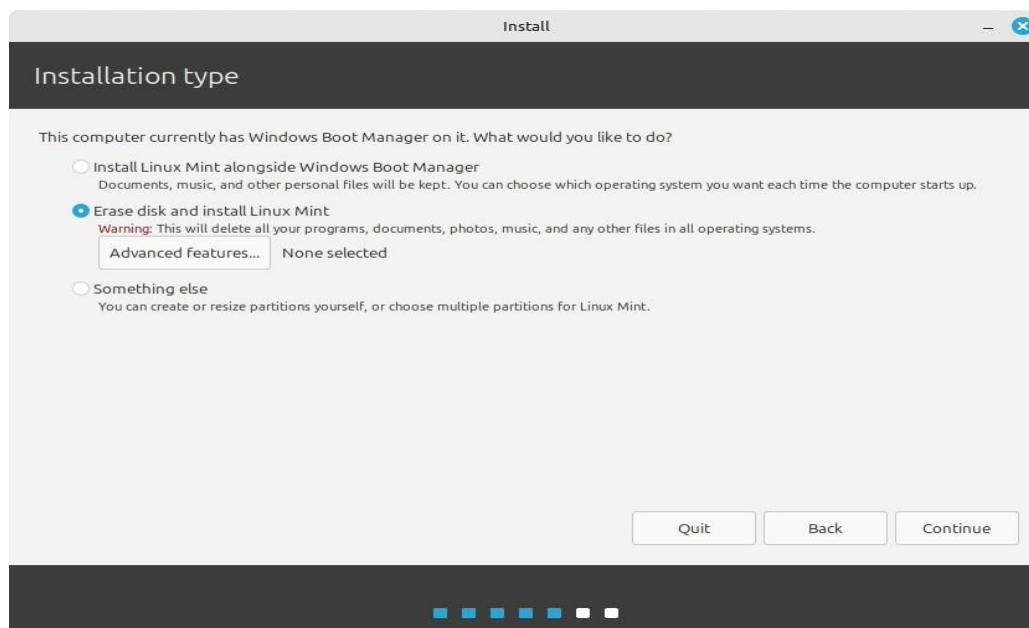 Install
Installation type
This computer currently has Windows Boot Manager on it. What would you like to do?
Install Linux Mint alongside Windows Boot Manager
Documents, music, and other personal files will be kept. You can choose which operating system you want each time the computer starts up.
Erase disk and install Linux Mint
Warning: This will delete all your programs, documents, photos, music, and any other files in all operating systems.
Advanced features... None selected
Something else
You can create or resize partitions yourself, or choose multiple partitions for Linux Mint.
Quit Back Continue